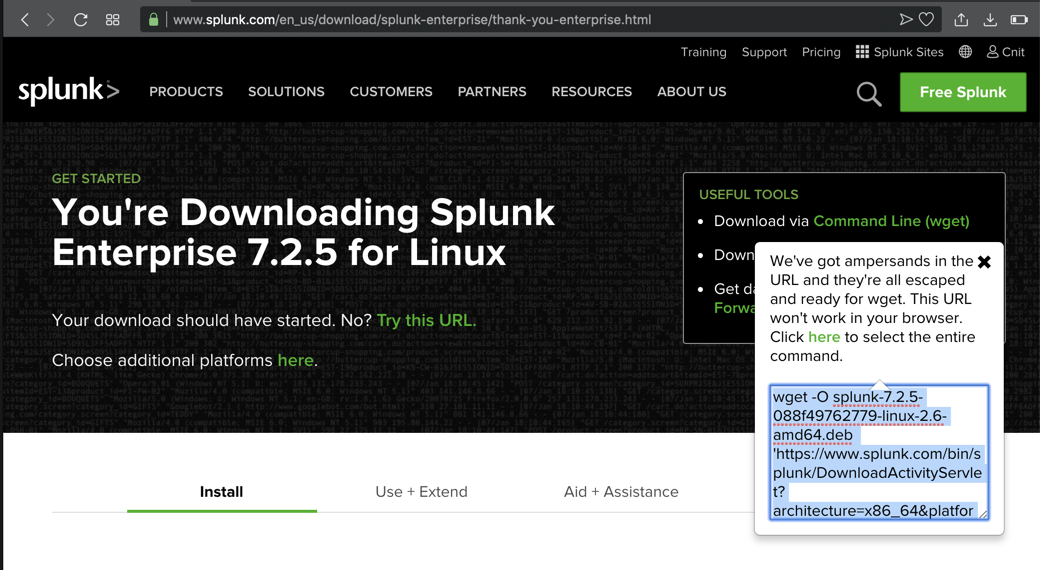 www.splunk.com/en_us/download/splunk-enterprise/thank-you-enterprise.html
Training Support Pricing Splunk Sites Cnit
splunk> PRODUCTS SOLUTIONS CUSTOMERS PARTNERS RESOURCES ABOUT US Free Splunk
GET STARTED
You're Downloading Splunk
Enterprise 7.2.5 for Linux
Your download should have started. No? Try this URL.
Choose additional platforms here.
USEFUL TOOLS
Download via Command Line (wget)
Down
Get da
Forwa
We've got ampersands in the
URL and they're all escaped
and ready for wget. This URL
won't work in your browser.
Click here to select the entire
command.
wget -O splunk-7.2.5-
088f49762779-linux-2.6-
amd64.deb
'https://www.splunk.com/bin/s
plunk/DownloadActivityServle
t?
architecture=x86_64&platfor
Install Use + Extend Aid + Assistance